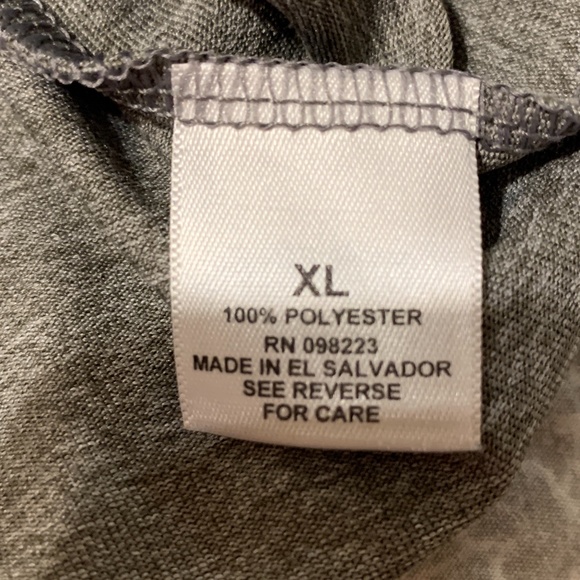 XL
100% POLYESTER
RN 098223
MADE IN EL SALVADOR
SEE REVERSE
FOR CARE